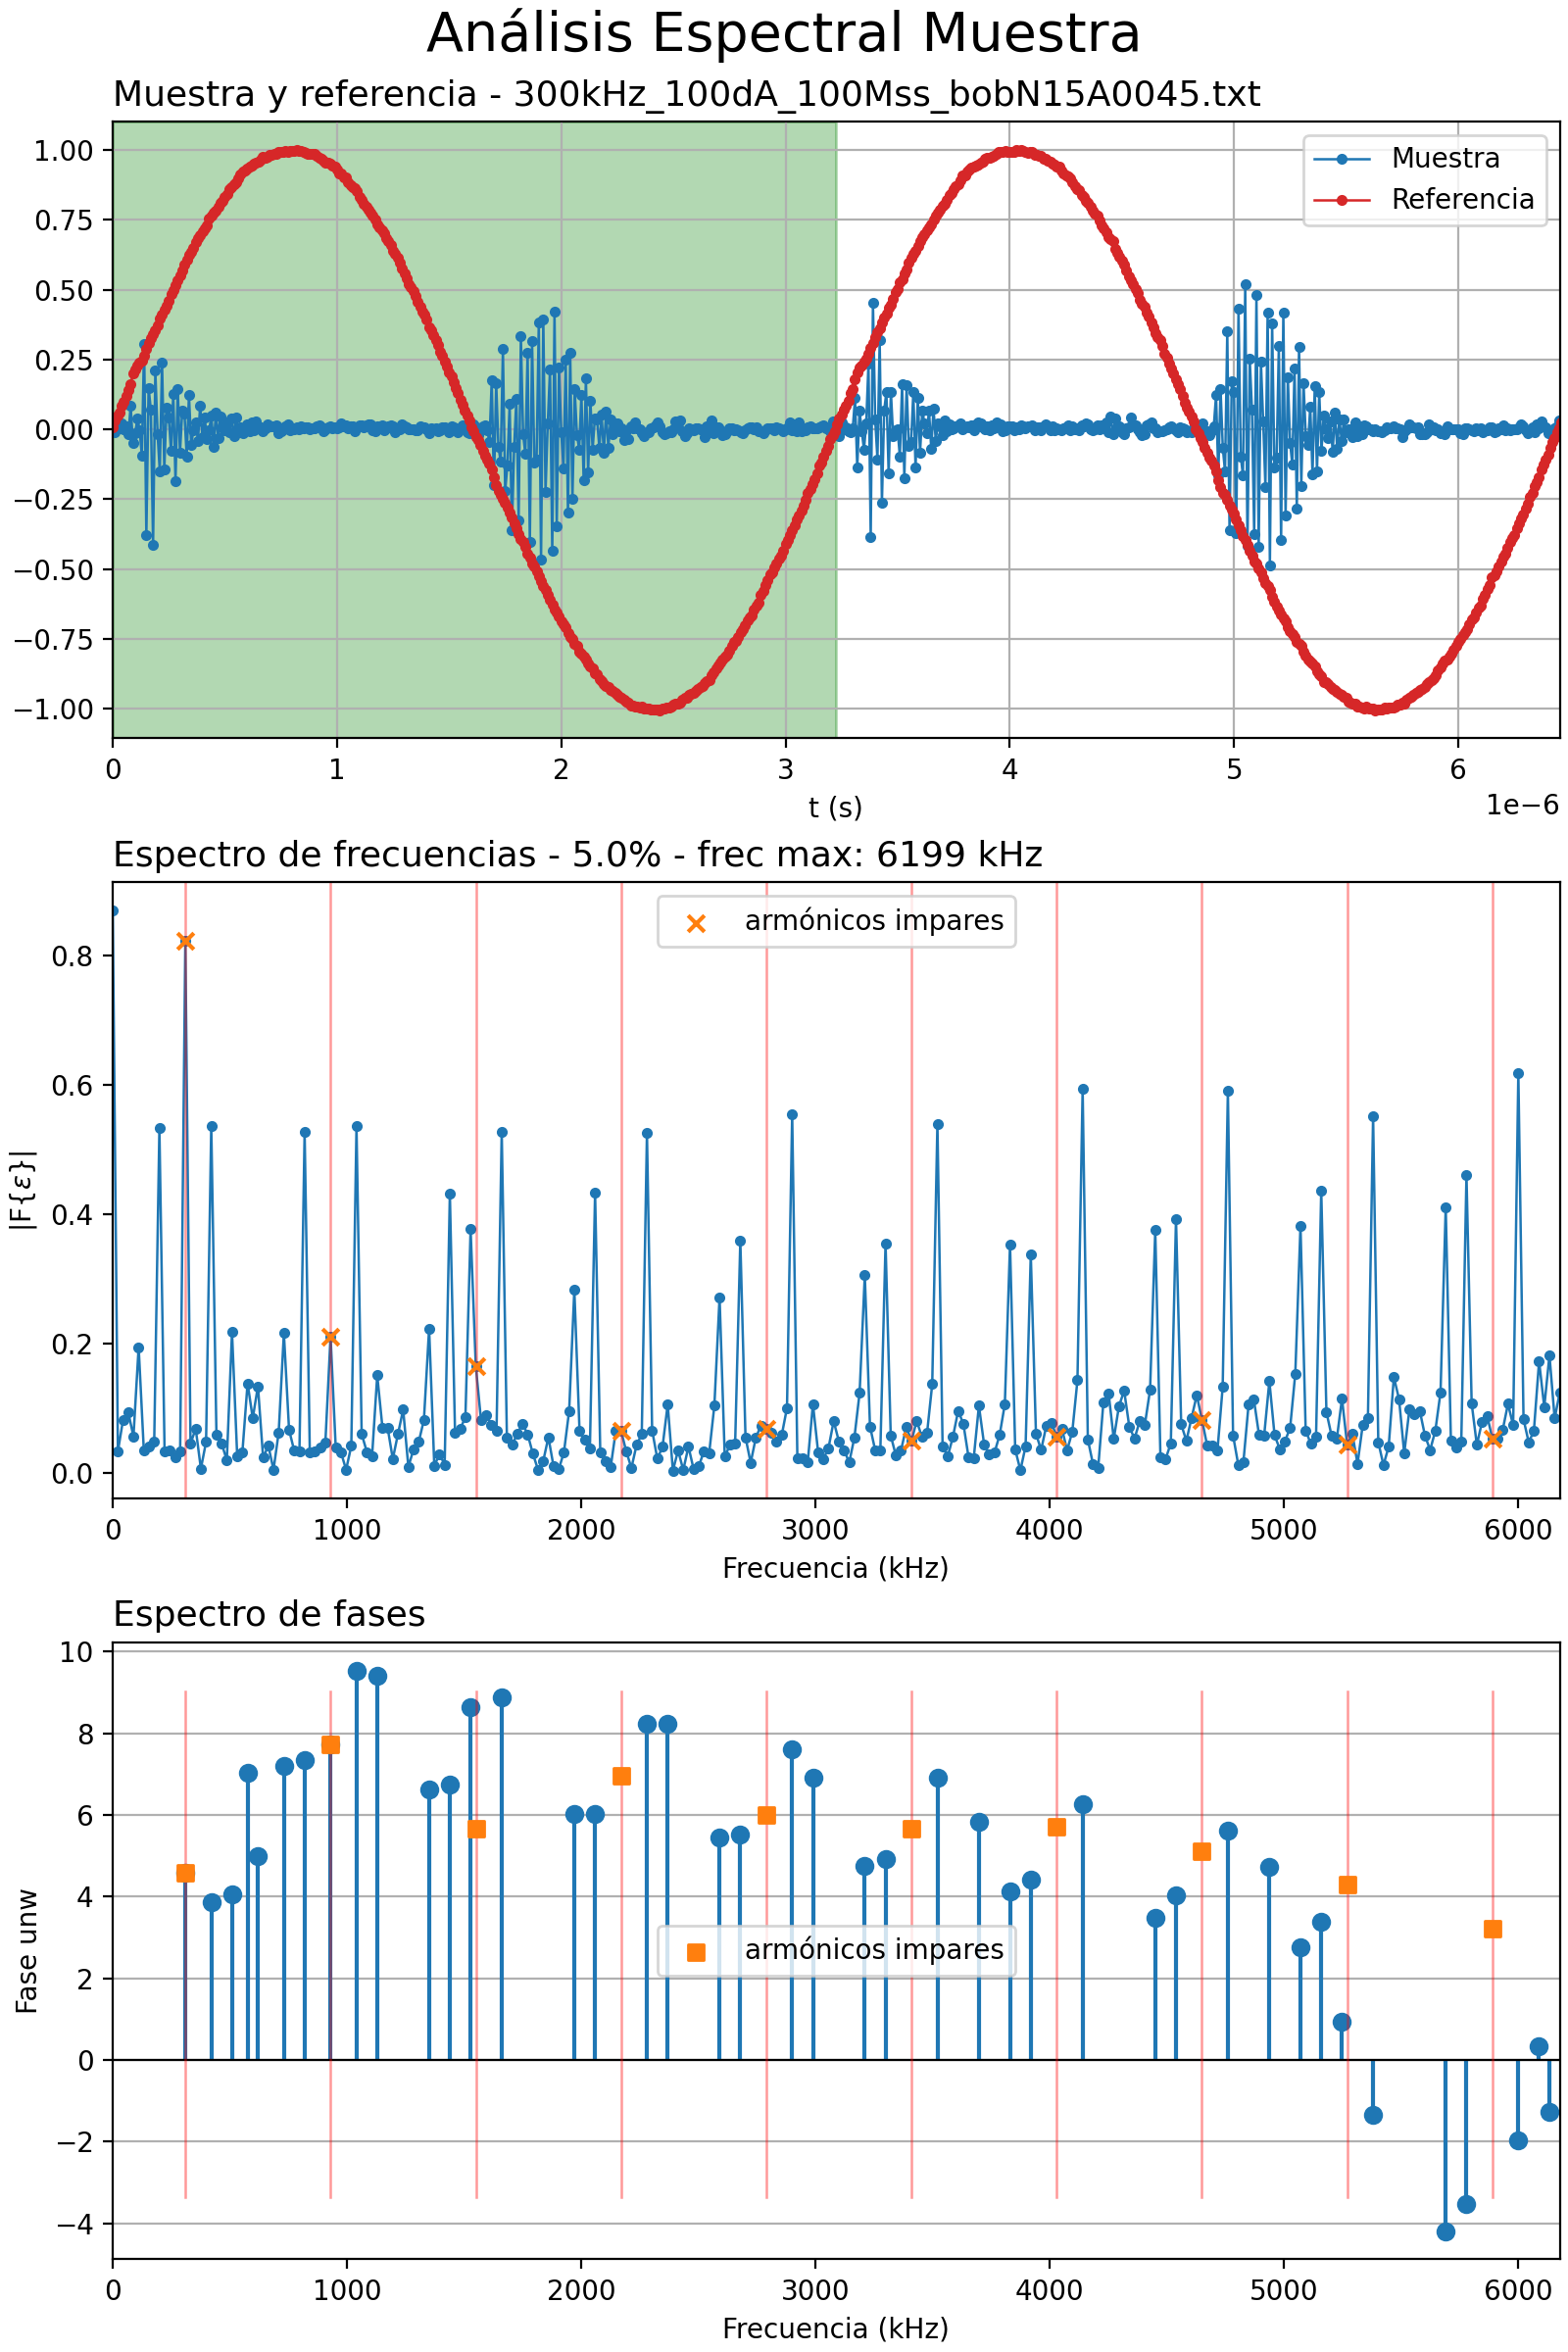 Análisis Espectral Muestra
Muestra y referencia - 300kHz_100dA_100Mss_bobN15A0045.txt
1.00
0.75
0.50
0.25
0.00
−0.25
−0.50
−0.75
−1.00
Muestra
Referencia
0 1 2 3 4 5 6
t (s)
1e−6
Espectro de frecuencias - 5.0% - frec max: 6199 kHz
armónicos impares
|F{ε}|
0.8
0.6
0.4
0.2
0.0
0 1000 2000 3000 4000 5000 6000
Frecuencia (kHz)
Espectro de fases
Fase unw
10
8
6
4
2
0
−2
−4
armónicos impares
0 1000 2000 3000 4000 5000 6000
Frecuencia (kHz)